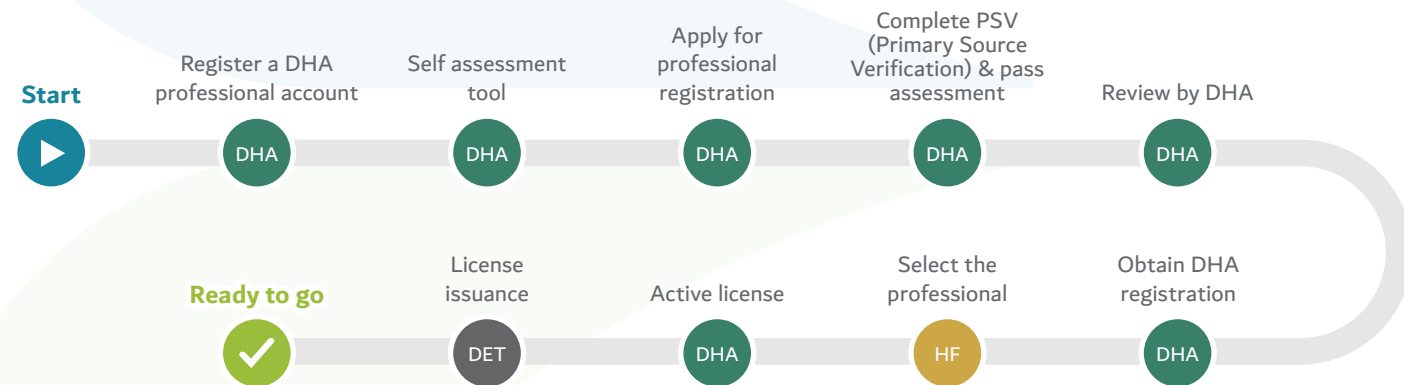 Start
Register a DHA
professional account
DHA
Self assessment
tool
DHA
Apply for
professional
registration
DHA
Complete PSV
(Primary Source
Verification) & pass
assessment
DHA
Review by DHA
DHA
Obtain DHA
registration
DHA
Select the
professional
HF
Active license
DHA
License
issuance
DET
Ready to go